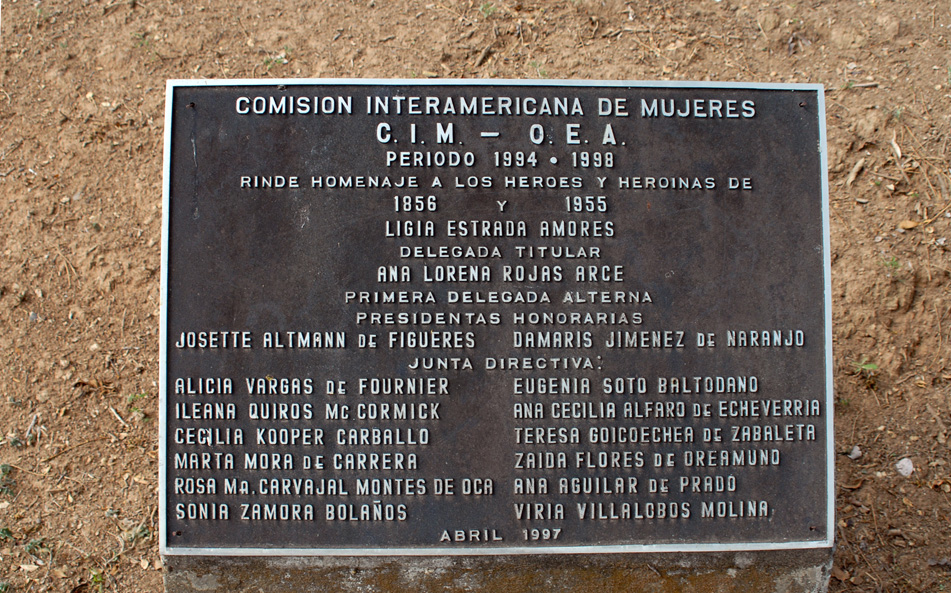 COMISION INTERAMERICANA DE MUJERES
C.I.M. — O.E.A.
PERIODO 1994 • 1998
RINDE HOMENAJE A LOS HEROES Y HEROINAS DE
1856 Y 1955
LIGIA ESTRADA AMORES
DELEGADA TITULAR
ANA LORENA ROJAS ARCE
PRIMERA DELEGADA ALTERNA
PRESIDENTAS HONORARIAS
JOSETTE ALTMANN DE FIGUERES DAMARIS JIMENEZ DE NARANJO
JUNTA DIRECTIVA:
ALICIA VARGAS DE FOURNIER EUGENIA SOTO BALTODANO
ILEANA QUIROS Mc CORMICK ANA CECILIA ALFARO DE ECHEVERRIA
CECILIA KOOPER CARBALLO TERESA GOICOECHEA DE ZABALETA
MARTA MORA DE CARRERA ZAIDA FLORES DE OREAMUNO
ROSA Ma. CARVAJAL MONTES DE OCA ANA AGUILAR DE PRADO
SONIA ZAMORA BOLAÑOS VIRIA VILLALOBOS MOLINA
ABRIL 1997